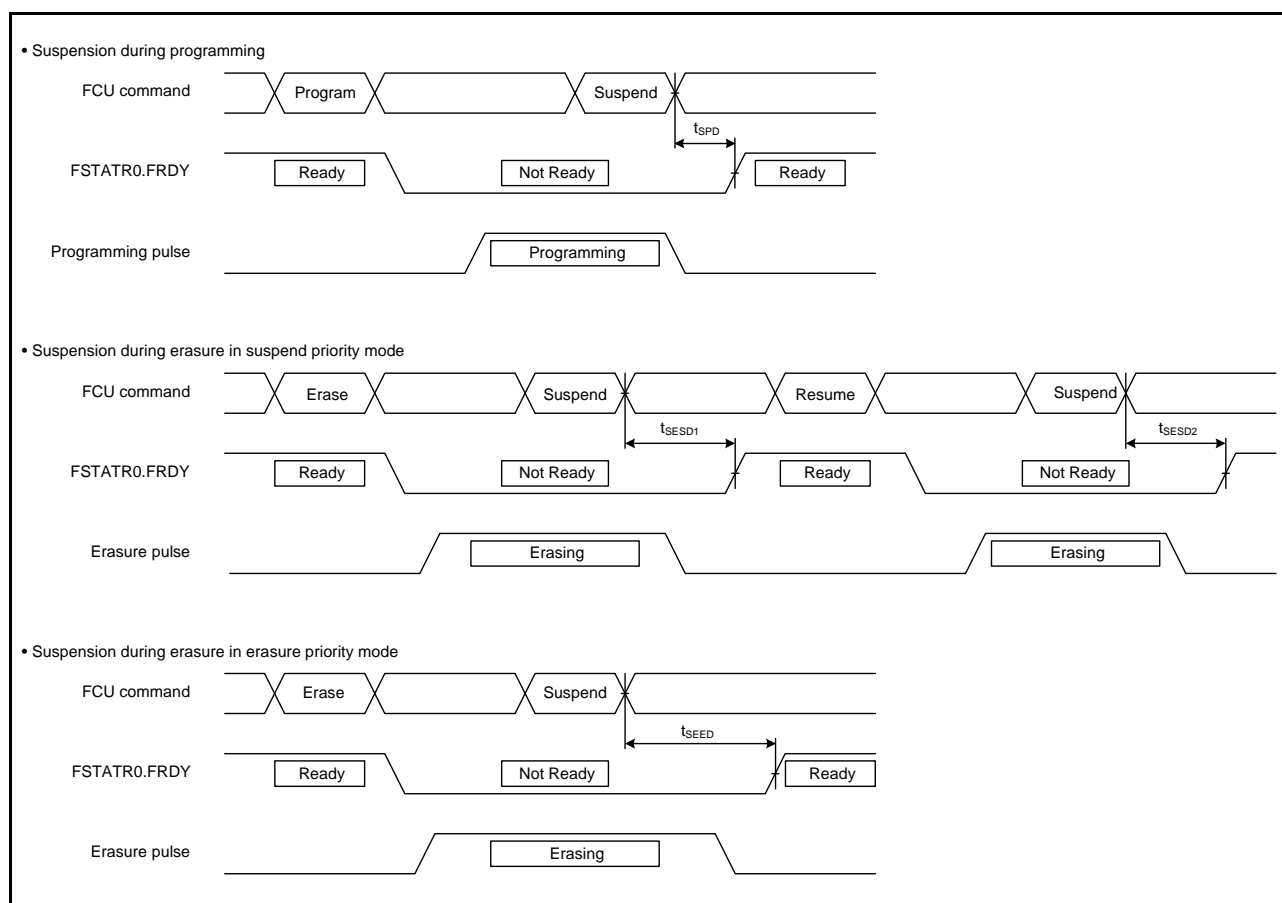 • Suspension during programming
FCU command Program Suspend
tSPD
FSTATR0.FRDY Ready Not Ready Ready
Programming pulse Programming
• Suspension during erasure in suspend priority mode
FCU command Erase Suspend Resume Suspend
tSESD1 tSESD2
FSTATR0.FRDY Ready Not Ready Ready Not Ready
Erasure pulse Erasing Erasing
• Suspension during erasure in erasure priority mode
FCU command Erase Suspend
tSEED
FSTATR0.FRDY Ready Not Ready Ready
Erasure pulse Erasing